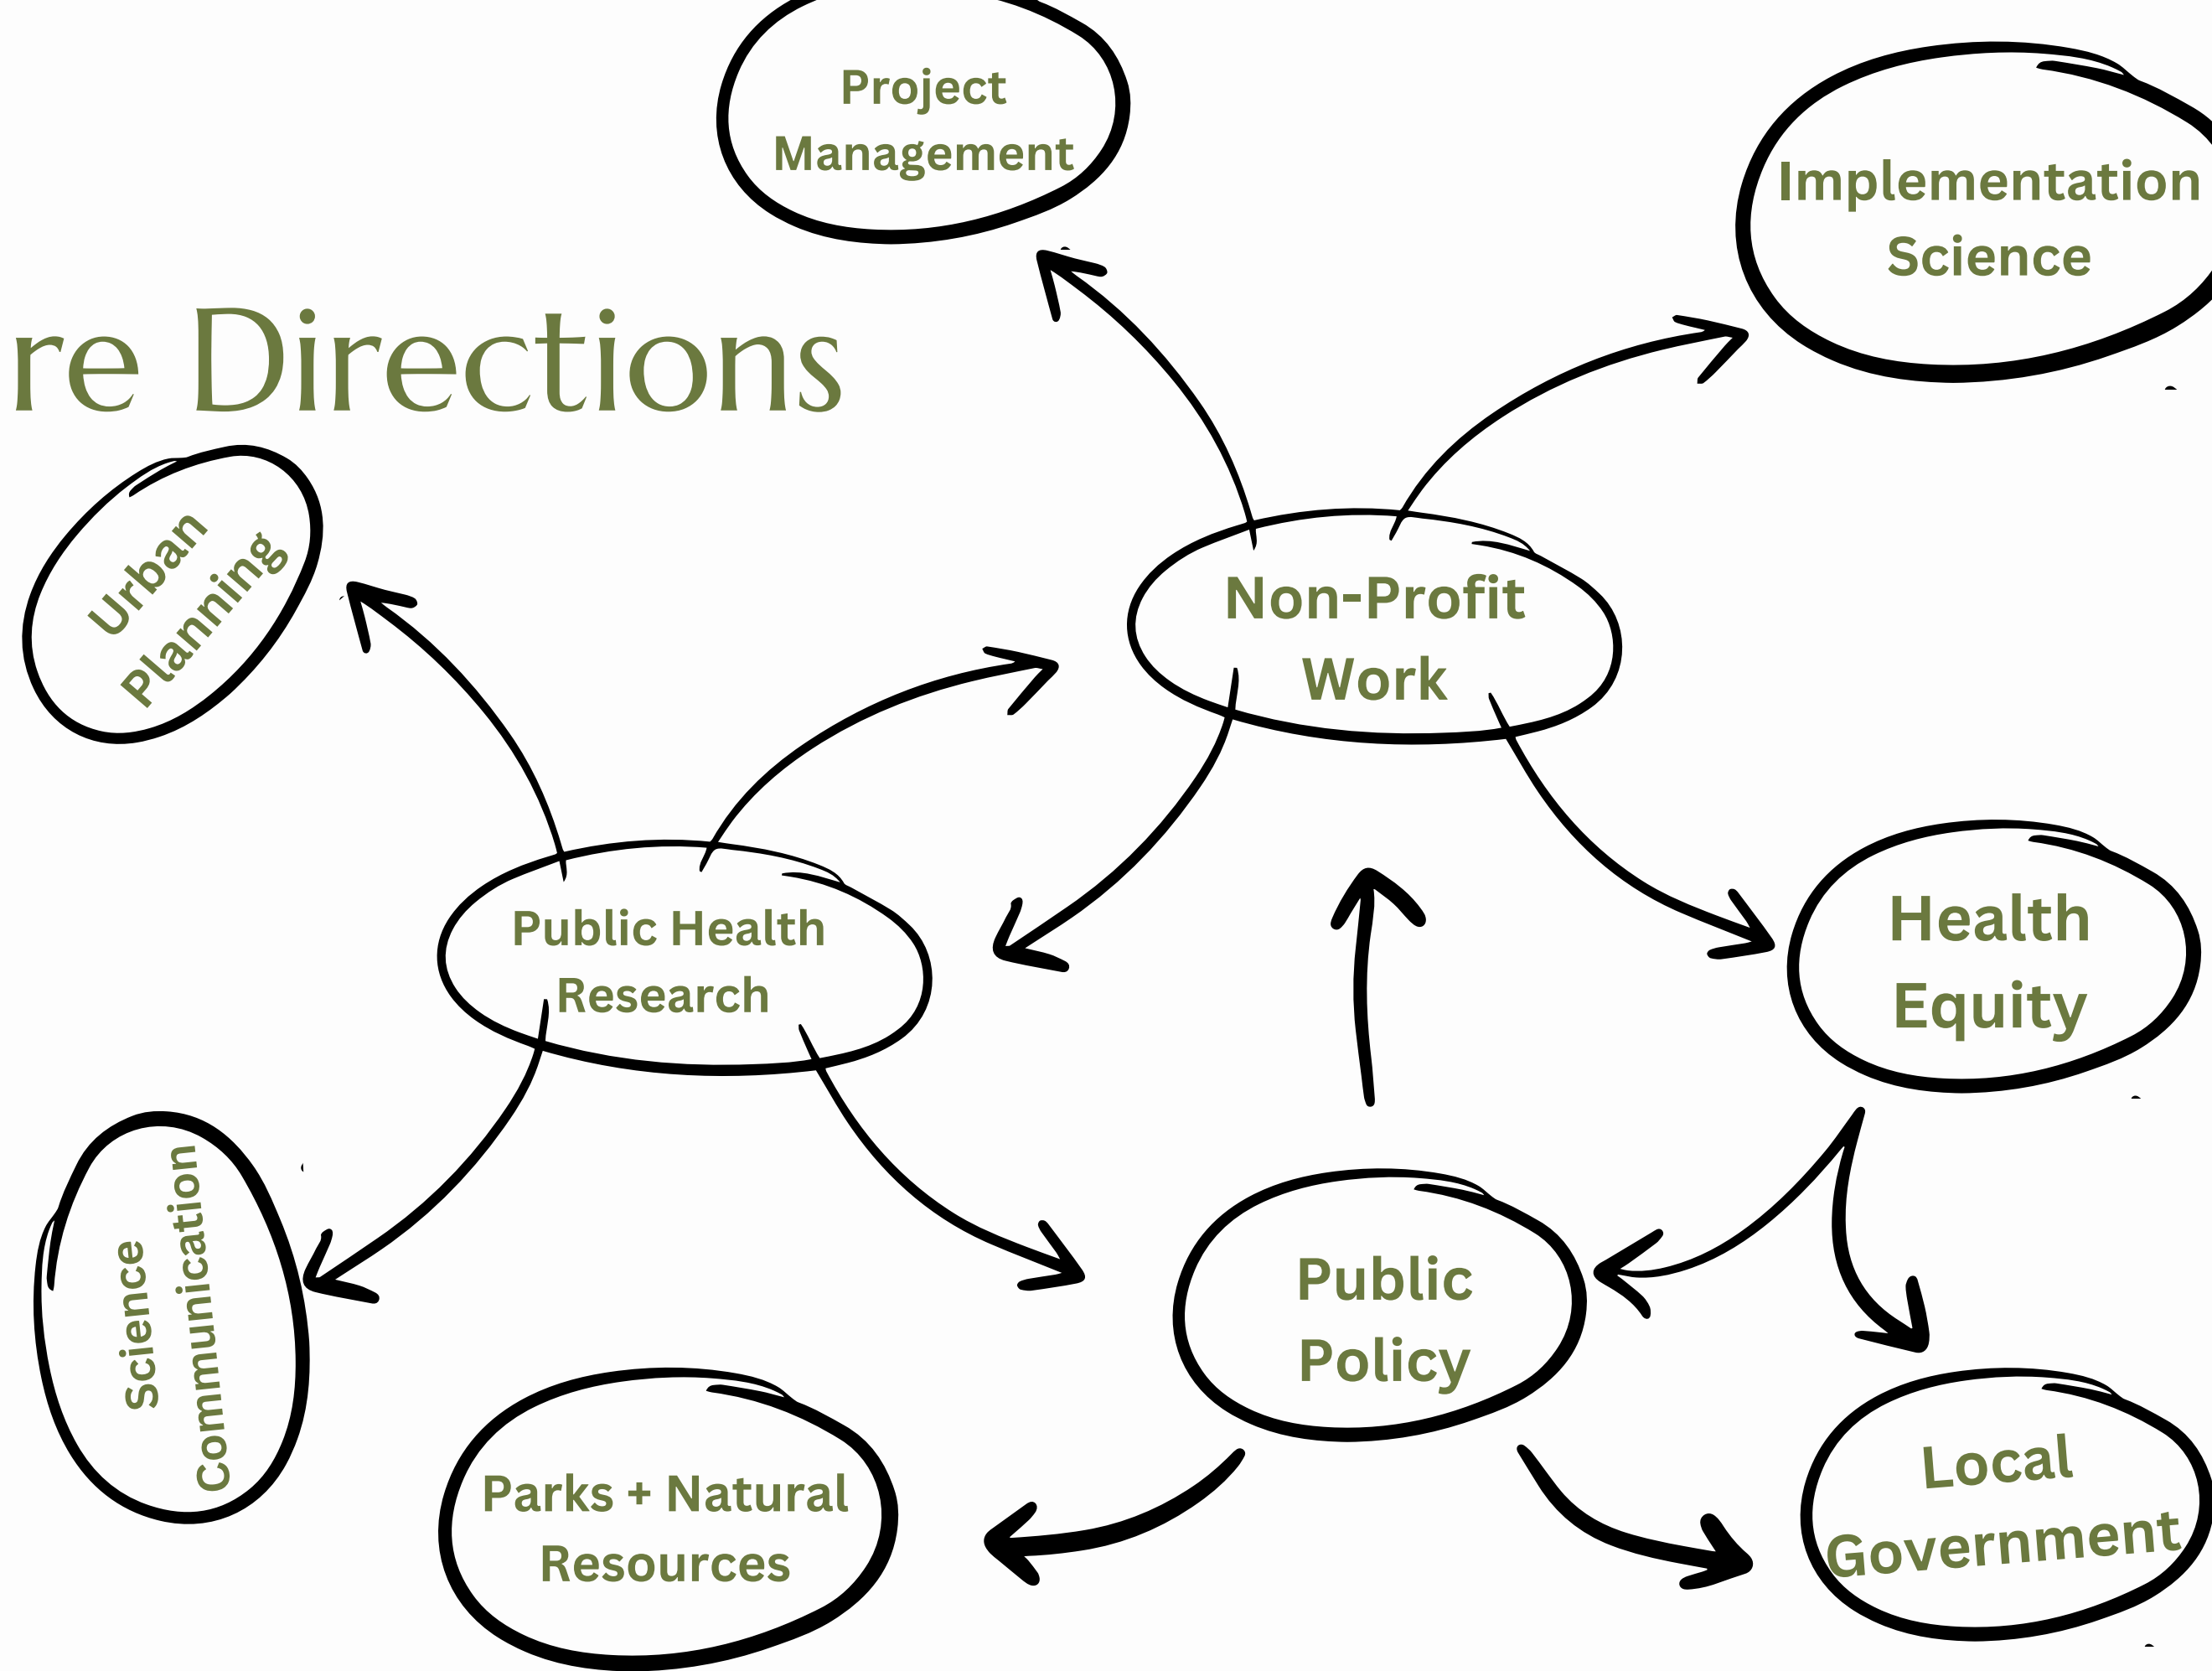 Project
Management
Implementation
Science
re Directions
Urban
Planning
Non-Profit
Work
Public Health
Research
Health
Equity
Science
Communication
Public
Policy
Parks + Natural
Resources
Local
Government